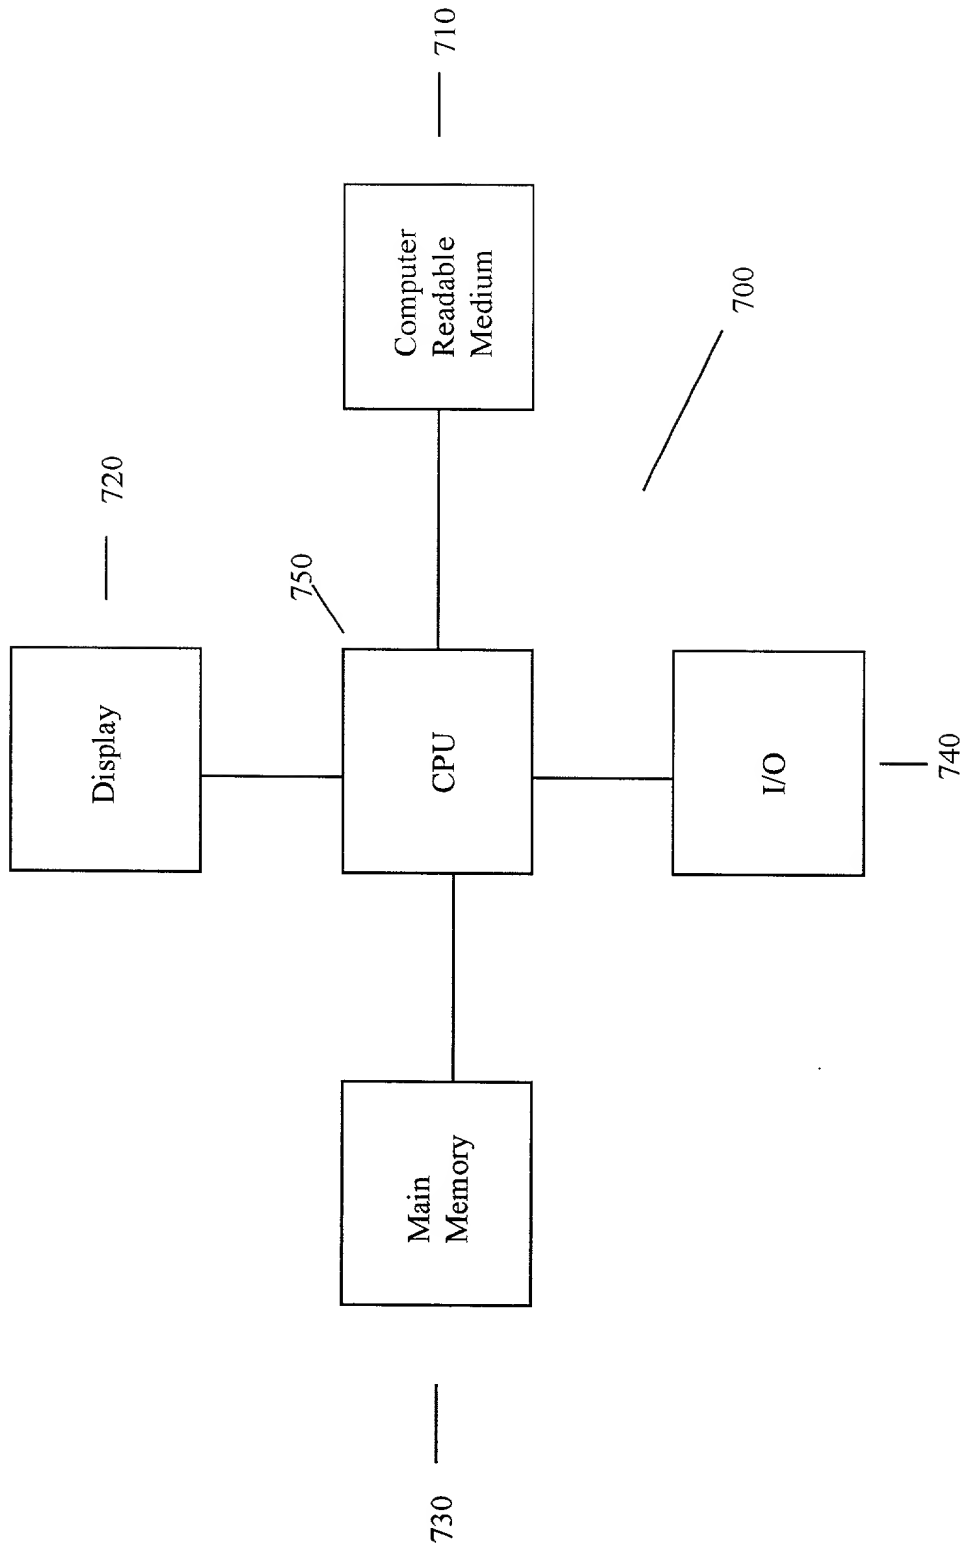 720
Display
750
730
Main
Memory
CPU
Computer
Readable
Medium
710
700
I/O
740